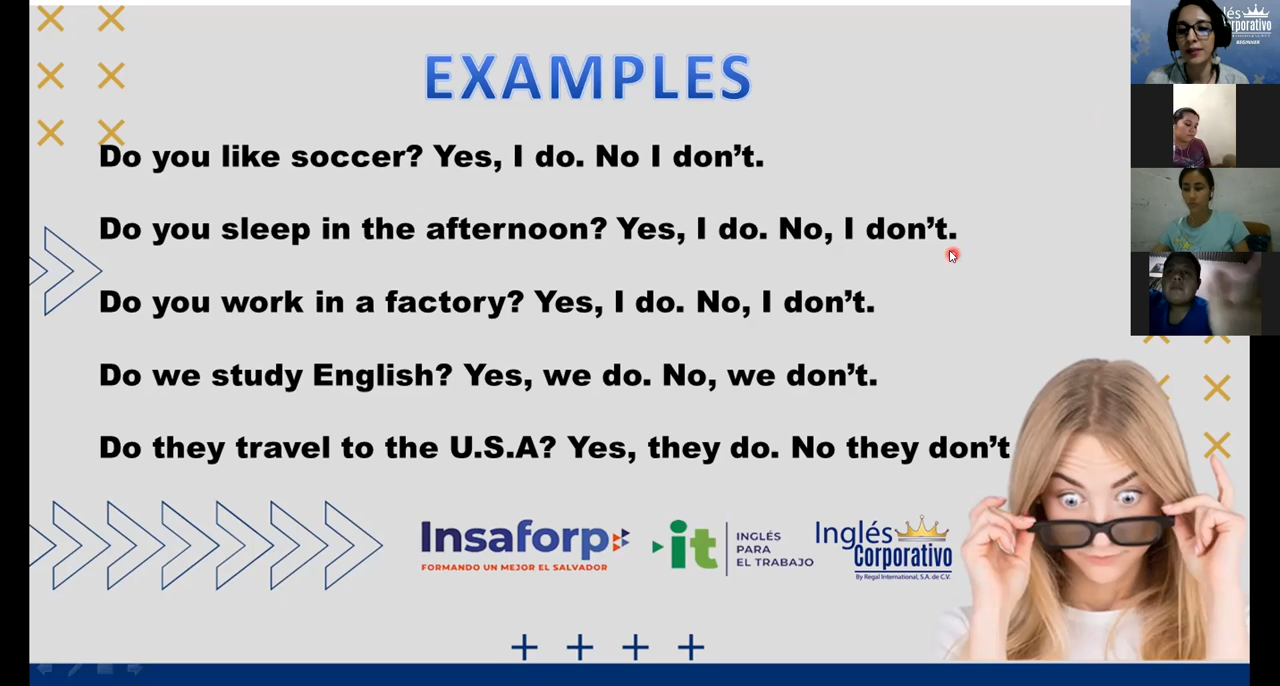 EXAMPLES
Do you like soccer? Yes, I do. No I don’t.
Do you sleep in the afternoon? Yes, I do. No, I don’t.
Do you work in a factory? Yes, I do. No, I don’t.
Do we study English? Yes, we do. No, we don’t.
Do they travel to the U.S.A? Yes, they do. No they don’t
Insaforp
FORMANDO UN MEJOR EL SALVADOR
it
INGLÉS
PARA
EL TRABAJO
Inglés
Corporativo
By Regal International, S.A. de C.V.
BEGINNER